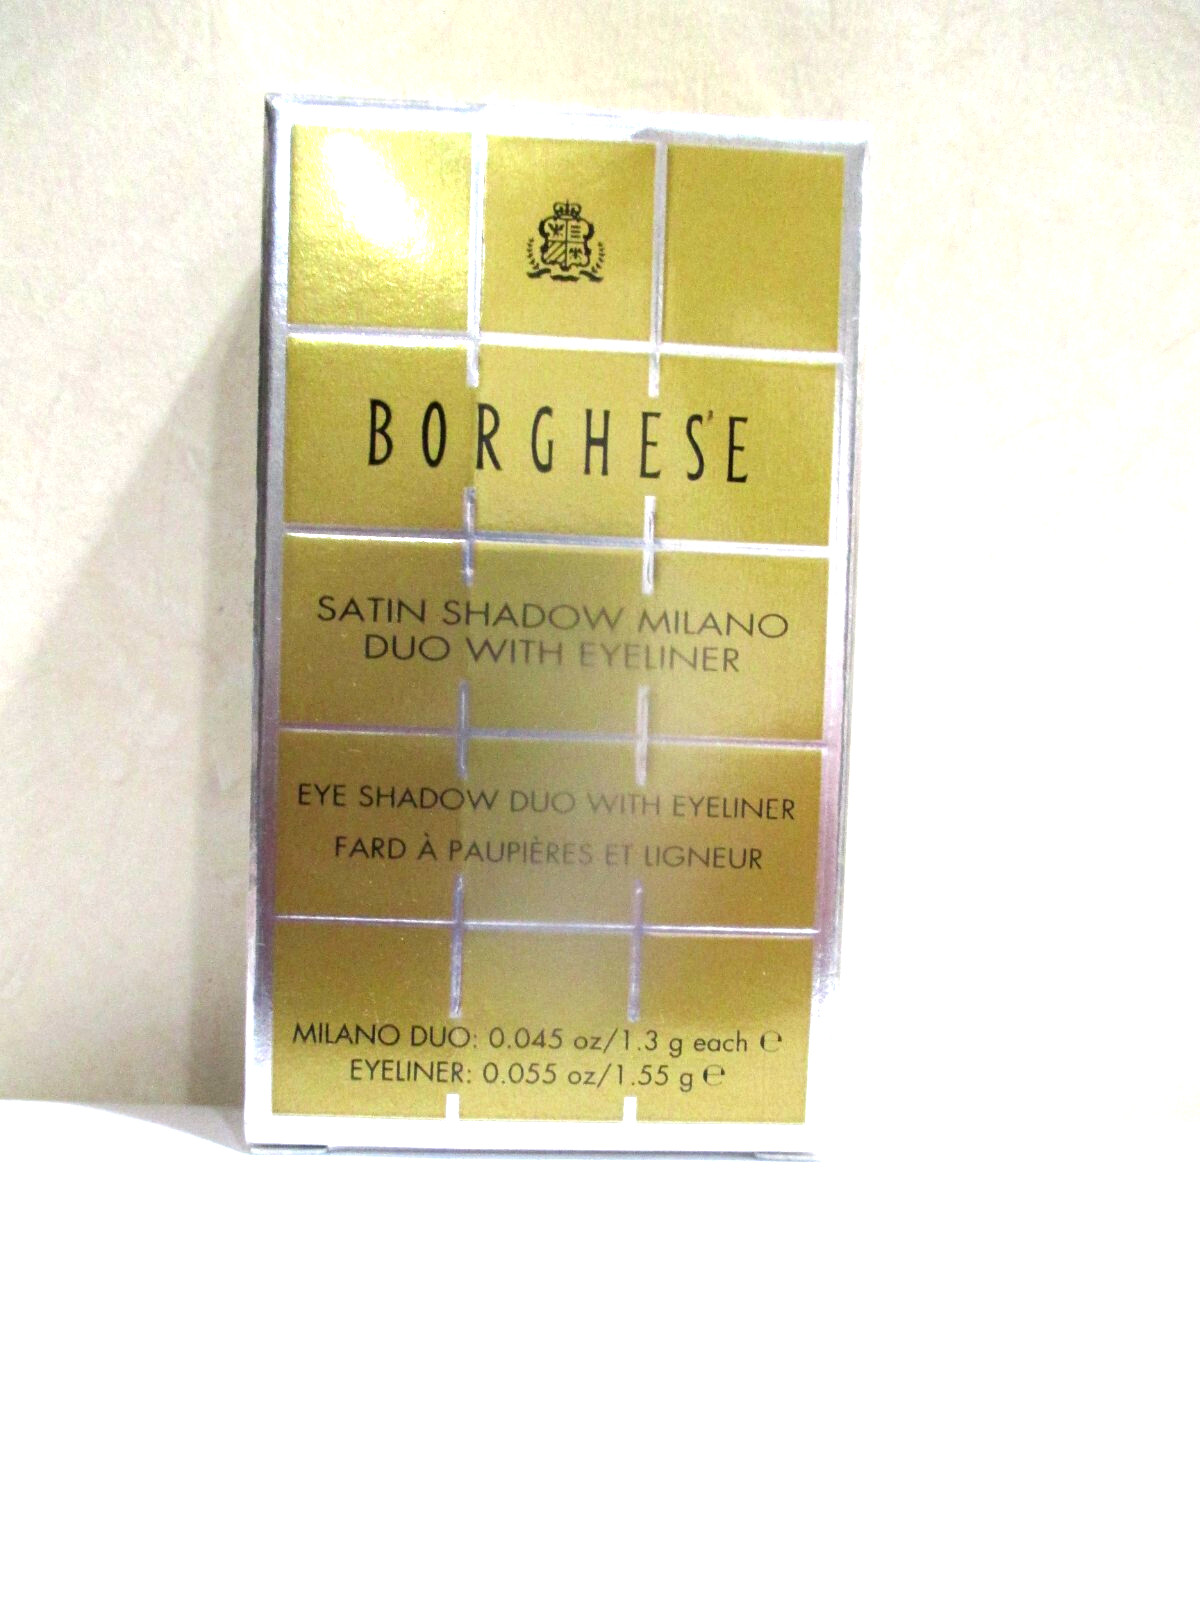 BORGHESE
SATIN SHADOW MILANO
DUO WITH EYELINER
EYE SHADOW DUO WITH EYELINER
FARD À PAUPIÈRES ET LIGNEUR
MILANO DUO: 0.045 oz/1.3 g each ℮
EYELINER: 0.055 oz/1.55 g ℮